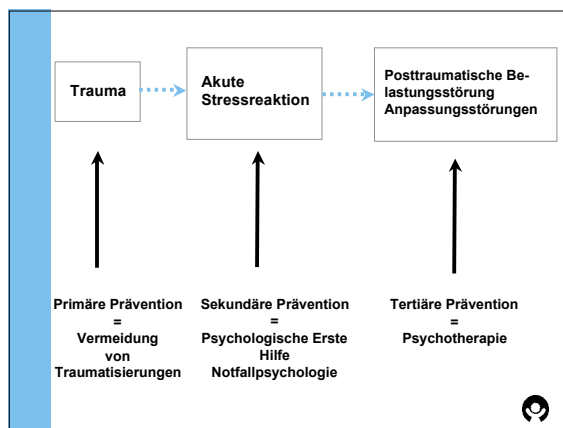 Trauma
Akute
Stressreaktion
Posttraumatische Be-
lastungsstörung
Anpassungsstörungen
Primäre Prävention
=
Vermeidung
von
Traumatisierungen
Sekundäre Prävention
=
Psychologische Erste
Hilfe
Notfallpsychologie
Tertiäre Prävention
=
Psychotherapie